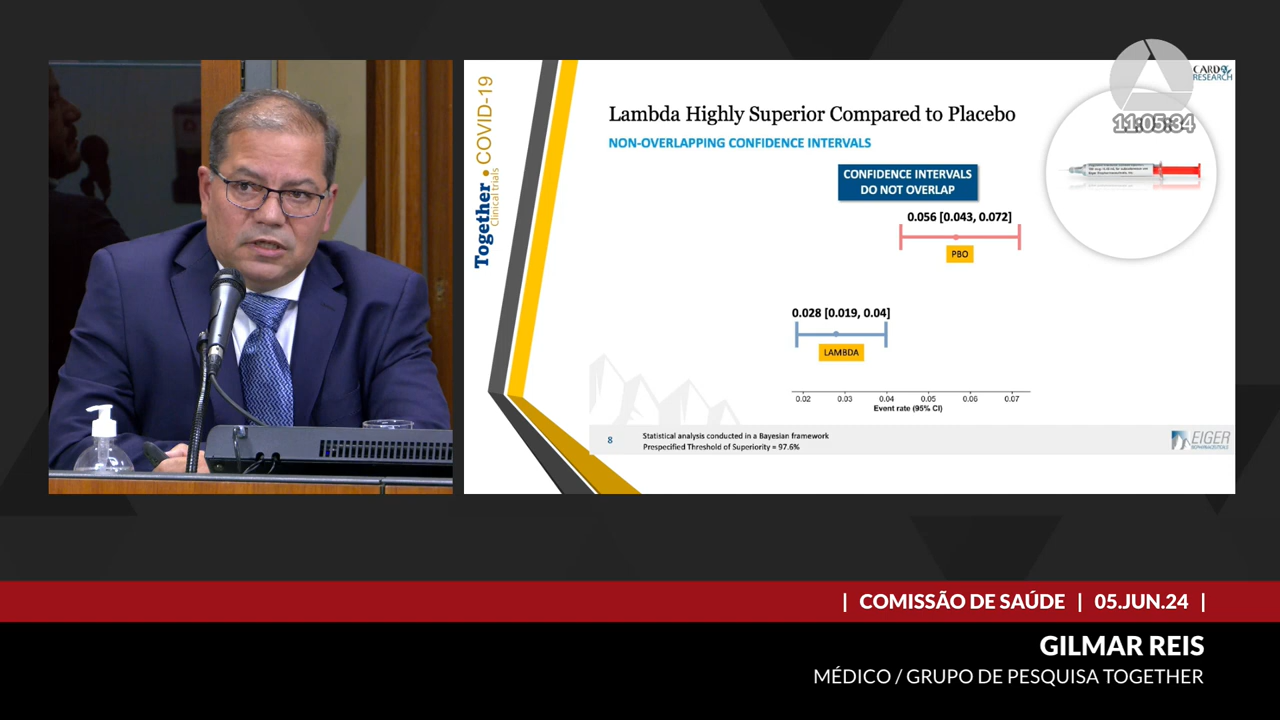 CARD
RESEARCH
11:05:34
Together
Clinical trials
COVID-19
Lambda Highly Superior Compared to Placebo
NON-OVERLAPPING CONFIDENCE INTERVALS
CONFIDENCE INTERVALS
DO NOT OVERLAP
0.056 [0.043, 0.072]
PBO
0.028 [0.019, 0.04]
LAMBDA
0.02 0.03 0.04 0.05 0.06 0.07
Event rate (95% CI)
8
Statistical analysis conducted in a Bayesian framework
Prespecified Threshold of Superiority = 97.6%
EIGER
BIOPHARMACEUTICALS
| COMISSÃO DE SAÚDE | 05.JUN.24 |
GILMAR REIS
MÉDICO / GRUPO DE PESQUISA TOGETHER